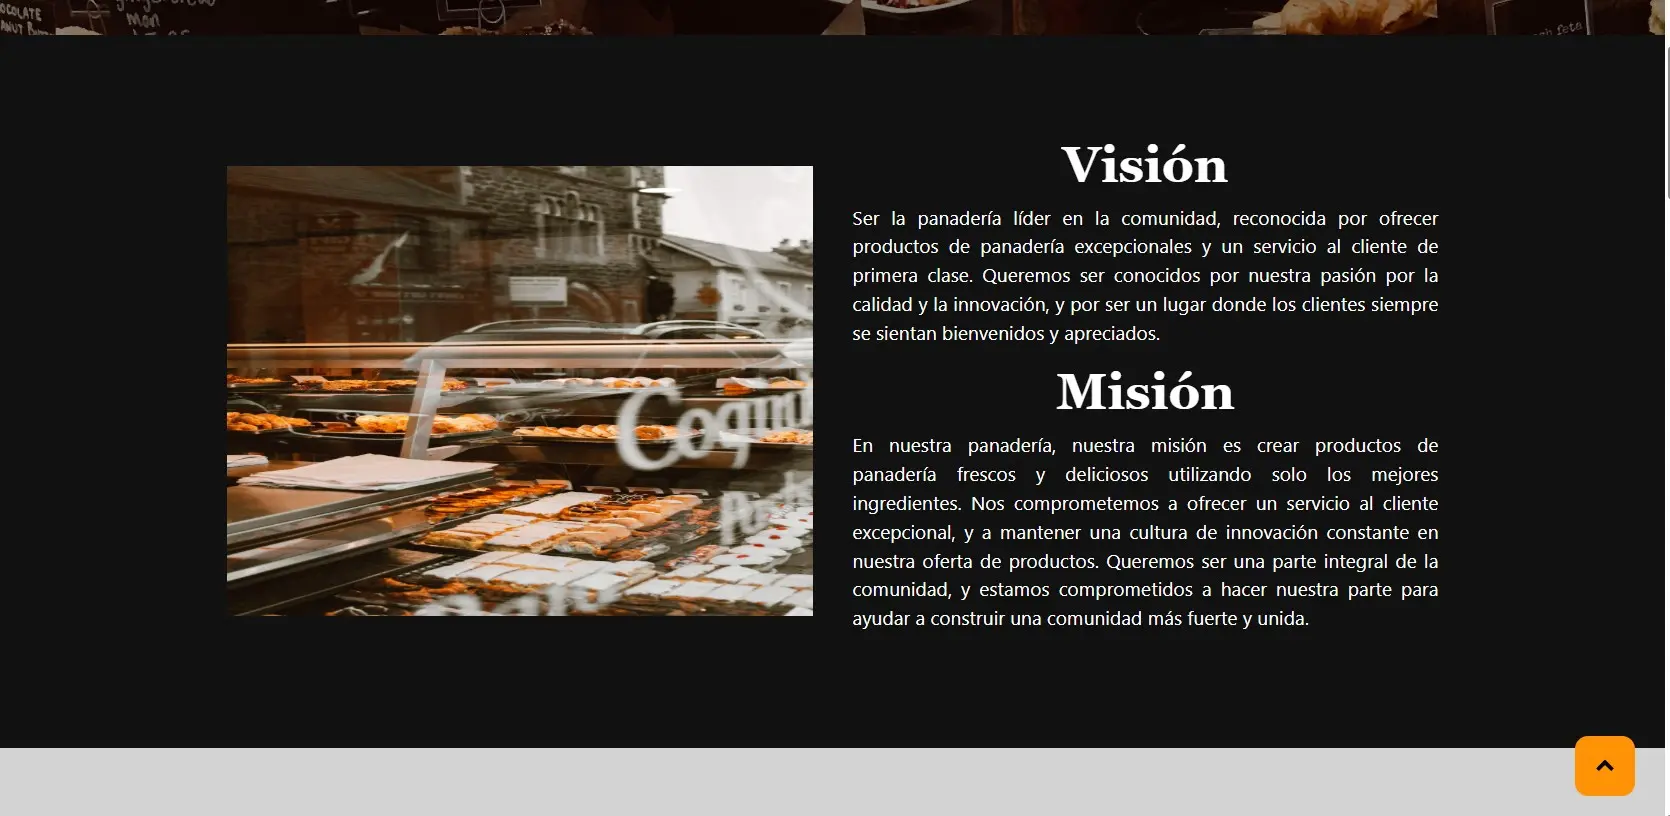 Visión
Ser la panadería líder en la comunidad, reconocida por ofrecer
productos de panadería excepcionales y un servicio al cliente de
primera clase. Queremos ser conocidos por nuestra pasión por la
calidad y la innovación, y por ser un lugar donde los clientes siempre
se sientan bienvenidos y apreciados.
Misión
En nuestra panadería, nuestra misión es crear productos de
panadería frescos y deliciosos utilizando solo los mejores
ingredientes. Nos comprometemos a ofrecer un servicio al cliente
excepcional, y a mantener una cultura de innovación constante en
nuestra oferta de productos. Queremos ser una parte integral de la
comunidad, y estamos comprometidos a hacer nuestra parte para
ayudar a construir una comunidad más fuerte y unida.